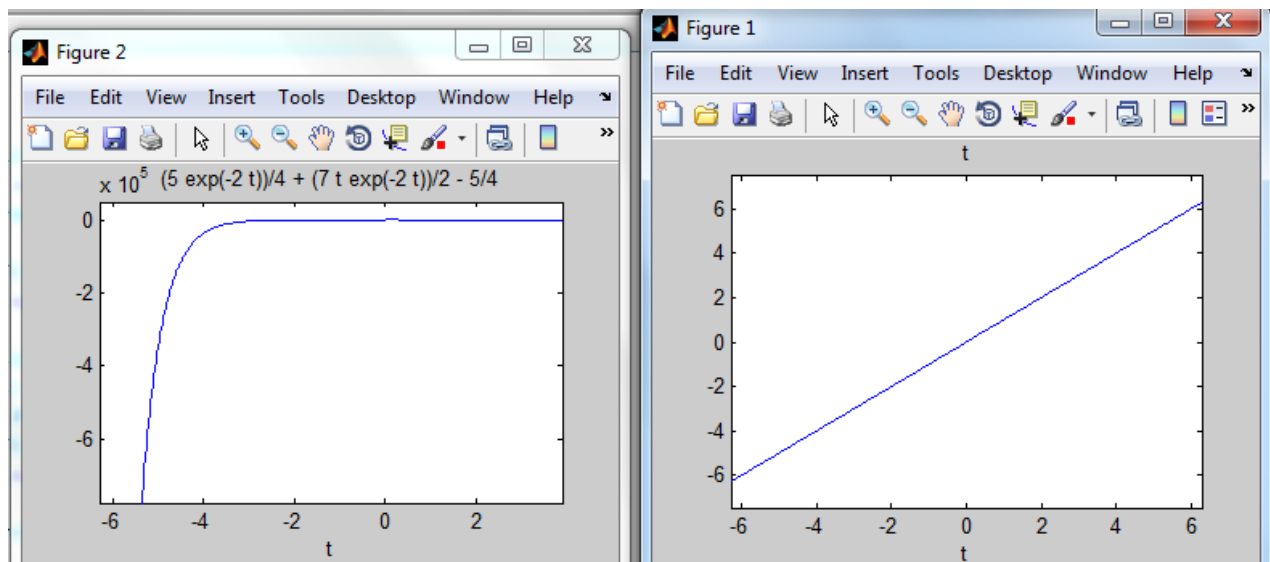 Figure 2
File Edit View Insert Tools Desktop Window Help
x 10^5 (5 exp(-2 t))/4 + (7 t exp(-2 t))/2 - 5/4
0
-2
-4
-6
-6 -4 -2 0 2
t
Figure 1
File Edit View Insert Tools Desktop Window Help
t
6
4
2
0
-2
-4
-6
-6 -4 -2 0 2 4 6
t